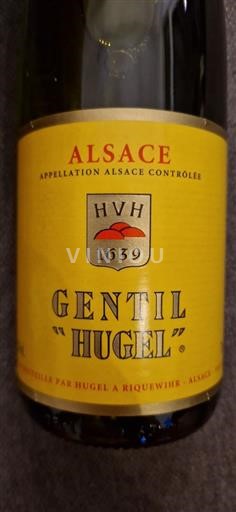 ALSACE
APPELLATION ALSACE CONTRÔLÉE
HVH
1639
GENTIL
"HUGEL"®
PAR HUGEL A RIQUEWIHR - ALSACE